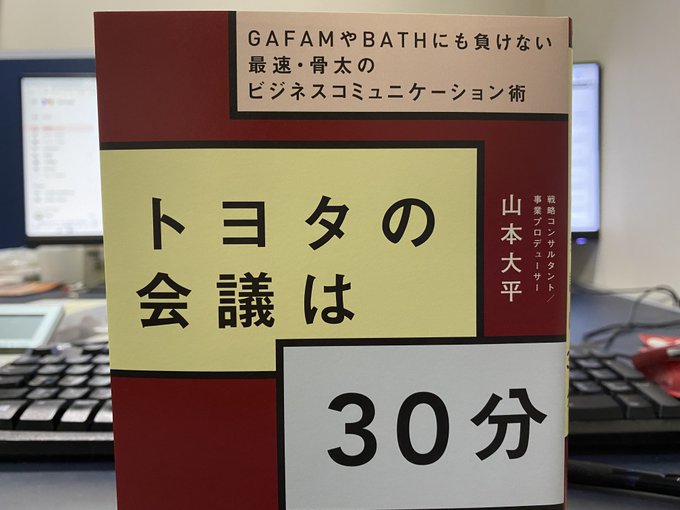 GAFAMやBATHにも負けない
最速・骨太の
ビジネスコミュニケーション術
トヨタの
会議は
30分
戦略コンサルタント／
事業プロデューサー
山本大平